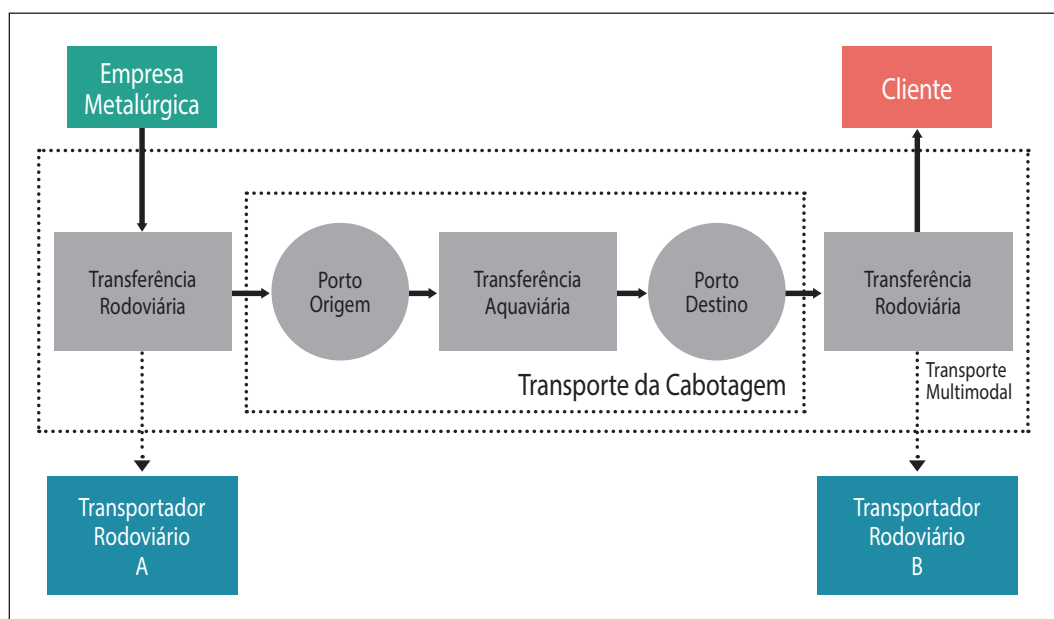 Empresa
Metalúrgica
Cliente
Transferência
Rodoviária
Porto
Origem
Transferência
Aquaviária
Porto
Destino
Transferência
Rodoviária
Transporte da Cabotagem
Transporte
Multimodal
Transportador
Rodoviário
A
Transportador
Rodoviário
B